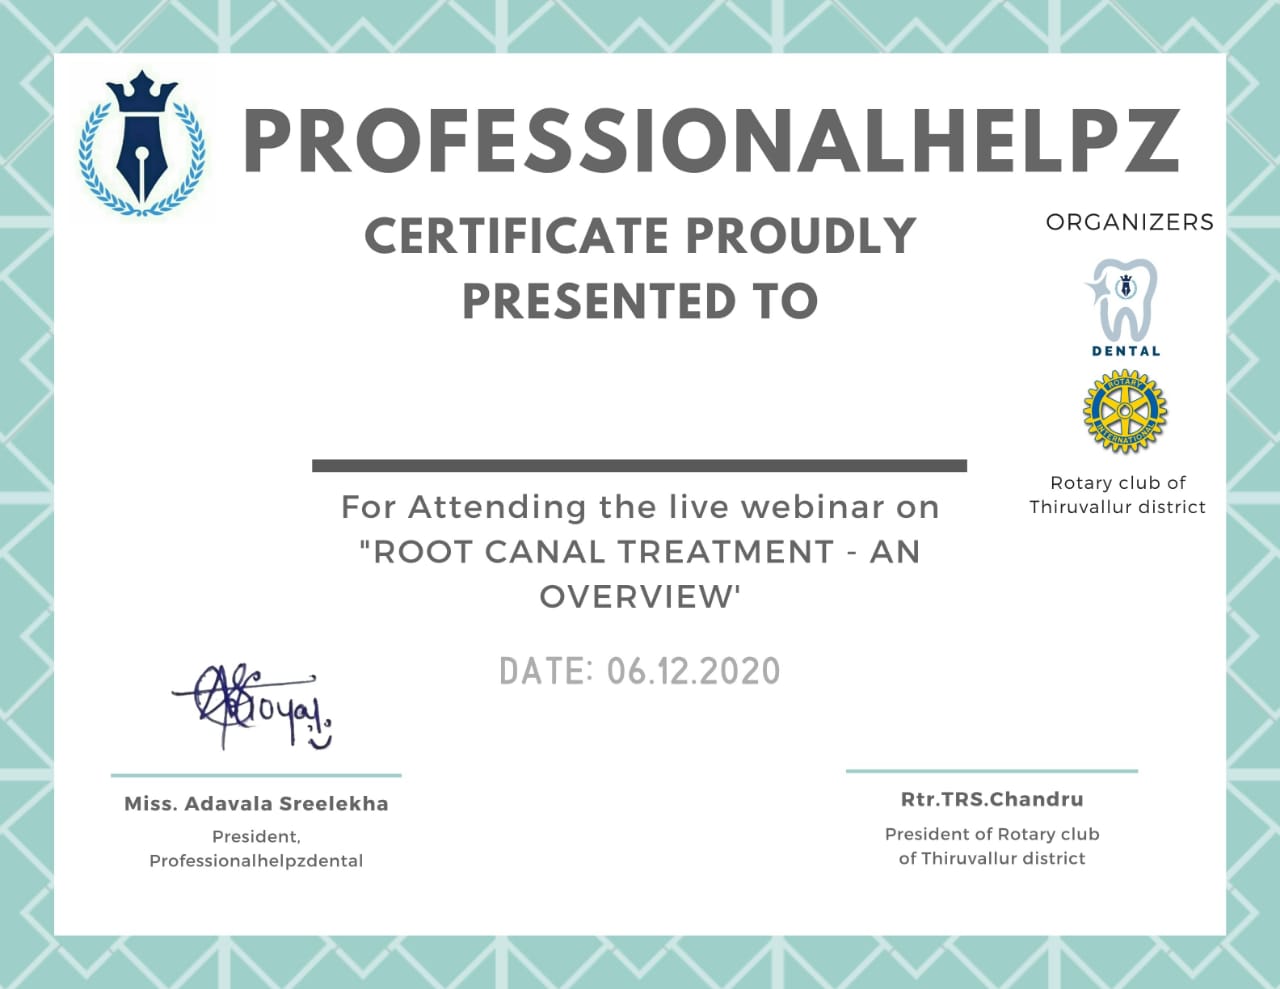 PROFESSIONALHELPZ
CERTIFICATE PROUDLY
PRESENTED TO
ORGANIZERS
DENTAL
ROTARY
INTERNATIONAL
Rotary club of
Thiruvallur district
For Attending the live webinar on
"ROOT CANAL TREATMENT - AN
OVERVIEW'
DATE: 06.12.2020
Miss. Adavala Sreelekha
President,
Professionalhelpzdental
Rtr.TRS.Chandru
President of Rotary club
of Thiruvallur district